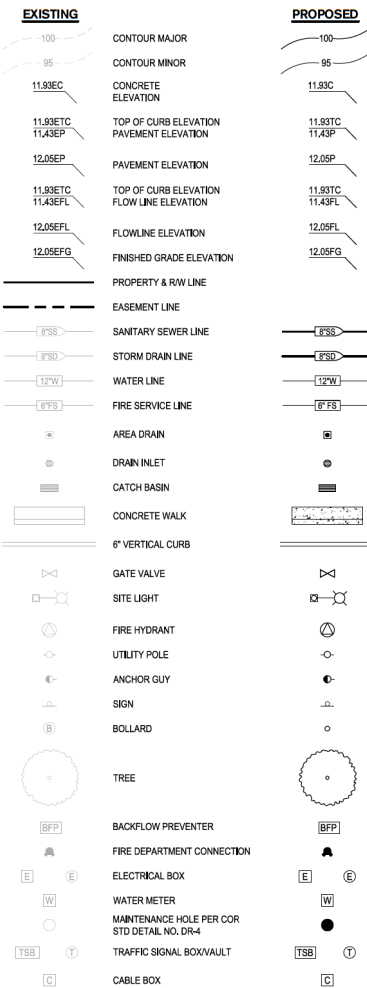 EXISTING PROPOSED
100 CONTOUR MAJOR 100
95 CONTOUR MINOR 95
11.93EC CONCRETE 11.93C
ELEVATION
11.93ETC TOP OF CURB ELEVATION 11.93TC
11.43EP PAVEMENT ELEVATION 11.43P
12.05EP PAVEMENT ELEVATION 12.05P
11.93ETC TOP OF CURB ELEVATION 11.93TC
11.43EFL FLOW LINE ELEVATION 11.43FL
12.05EFL FLOWLINE ELEVATION 12.05FL
12.05EFG FINISHED GRADE ELEVATION 12.05FG
PROPERTY & R/W LINE
EASEMENT LINE
8"SS SANITARY SEWER LINE 8"SS
8"SD STORM DRAIN LINE 8"SD
12"W WATER LINE 12"W
6"FS FIRE SERVICE LINE 6" FS
AREA DRAIN
DRAIN INLET
CATCH BASIN
CONCRETE WALK
6" VERTICAL CURB
GATE VALVE
SITE LIGHT
FIRE HYDRANT
UTILITY POLE
ANCHOR GUY
SIGN
B BOLLARD
TREE
BFP BACKFLOW PREVENTER BFP
FIRE DEPARTMENT CONNECTION
E E ELECTRICAL BOX E E
W WATER METER W
MAINTENANCE HOLE PER COR
STD DETAIL NO. DR-4
TSB T TRAFFIC SIGNAL BOX/VAULT TSB T
C CABLE BOX C